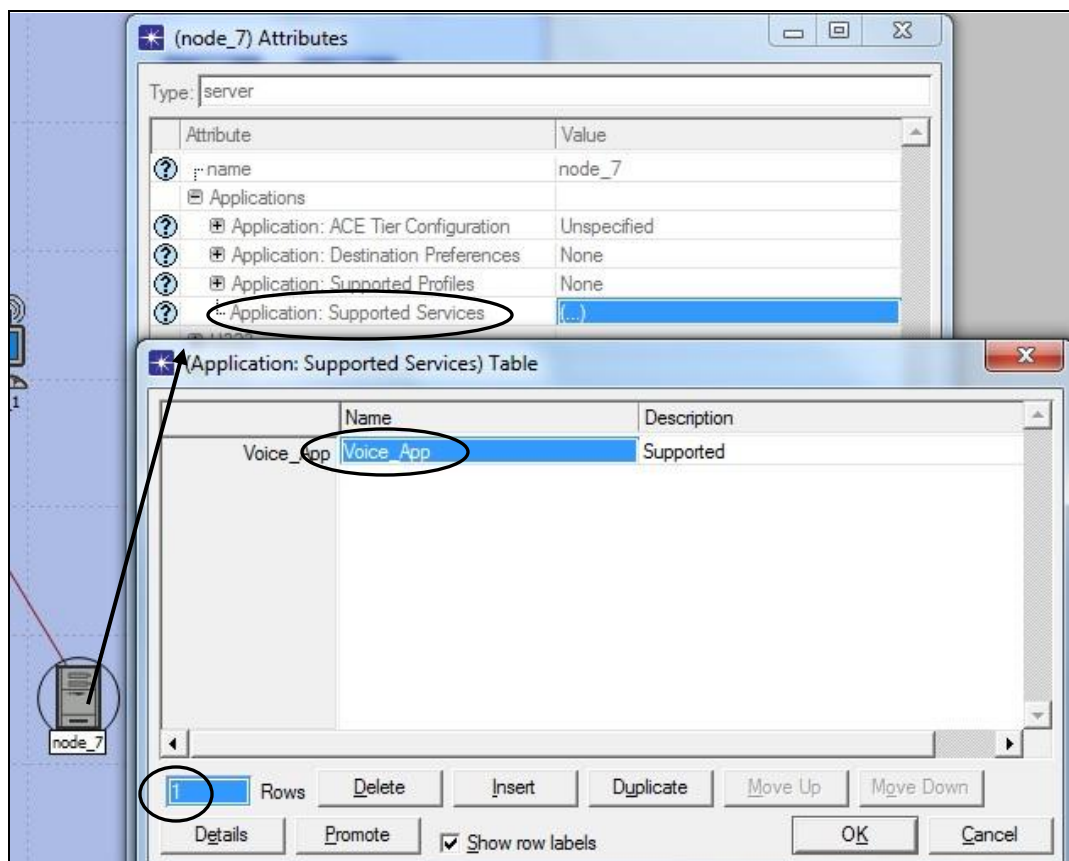 (node_7) Attributes
Type: server
Attribute Value
name node_7
Applications
Application: ACE Tier Configuration Unspecified
Application: Destination Preferences None
Application: Supported Profiles None
Application: Supported Services (...)
(Application: Supported Services) Table
Name Description
Voice_App Voice_App Supported
1 Rows Delete Insert Duplicate Move Up Move Down
Details Promote Show row labels OK Cancel
node_7
_1